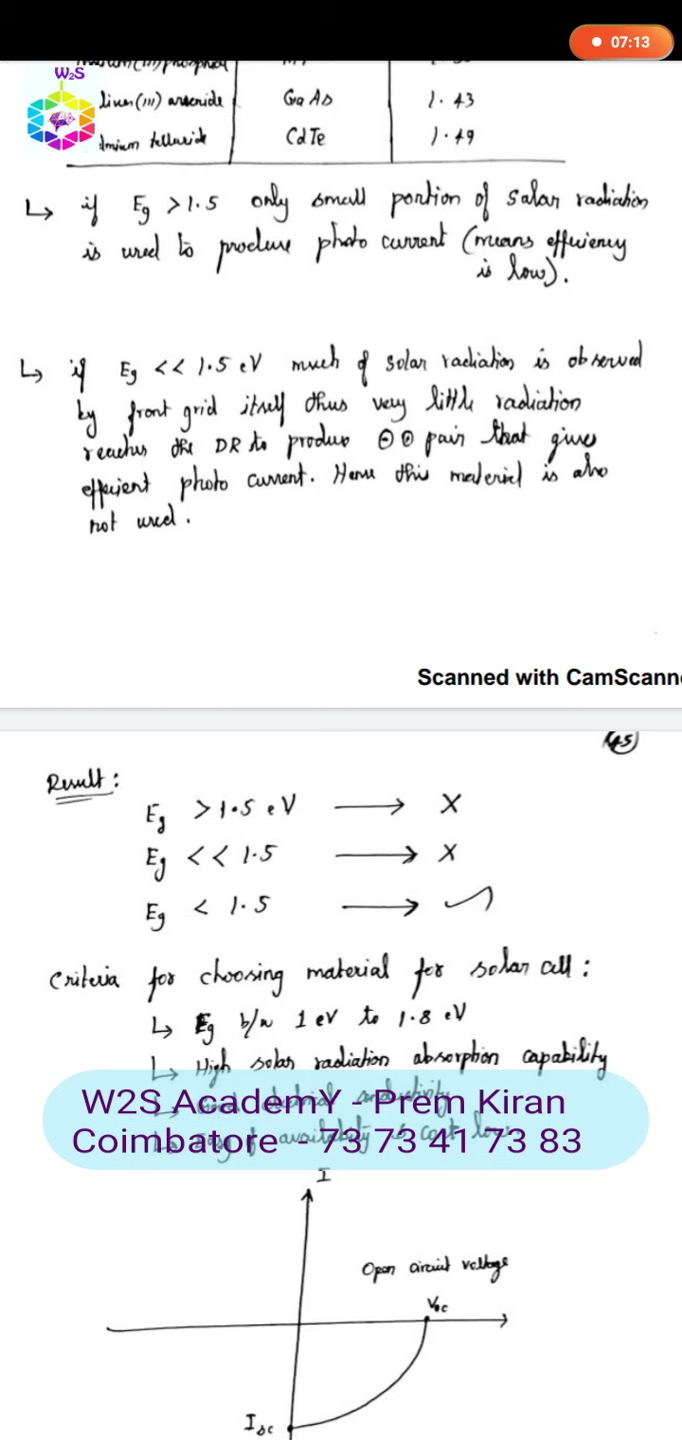 07:13
W₂S
lium(III) arsenide Ga As 1.43
dmium telluride CdTe 1.49
↳ if Eg > 1.5 only small portion of solar radiation
is used to produce photo current (means efficiency
is low).
↳ if Eg << 1.5 eV much of solar radiation is observed
by front grid itself thus very little radiation
reaches the DR to produce ⊖⊙ pair that gives
efficient photo current. Hence this material is also
not used.
Scanned with CamScann
45
Result:
Eg > 1.5 eV → X
Eg << 1.5 → X
Eg < 1.5 → ✓
Criteria for choosing material for solar cell:
↳ Eg b/w 1 eV to 1.8 eV
↳ High solar radiation absorption capability
W2S AcademY - Prem Kiran
Coimbatore - 73 73 41 73 83
I
Open circuit voltage
Voc
Isc